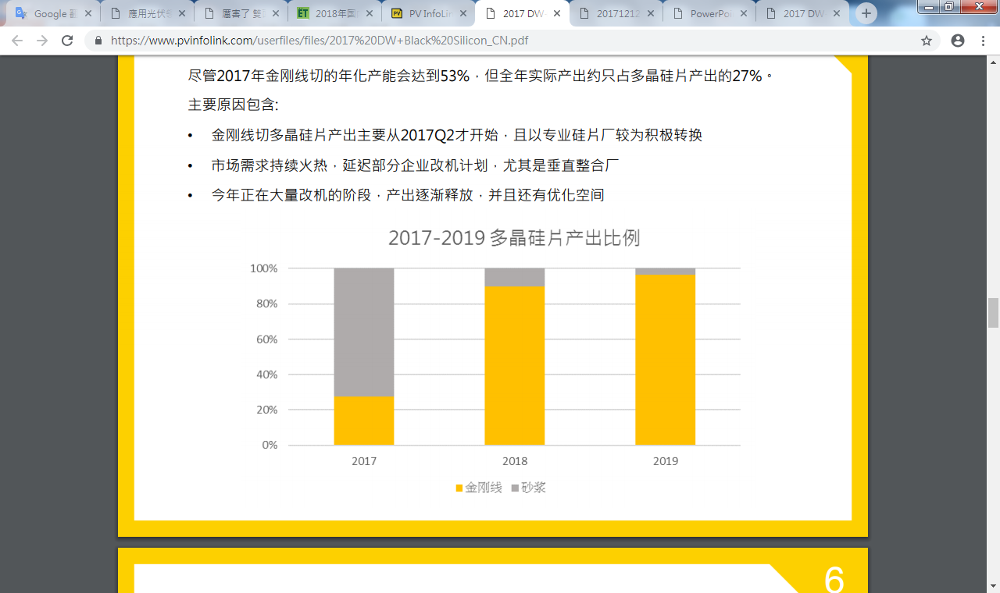 Google 翻
應用光伏
厲害了
2018年国
PV InfoLin
2017 DW
20171212
PowerPo
2017 DW
https://www.pvinfolink.com/userfiles/files/2017%20DW+Black%20Silicon_CN.pdf
尽管2017年金刚线切的年化产能会达到53%，但全年实际产出约只占多晶硅片产出的27%。
主要原因包含:
• 金刚线切多晶硅片产出主要从2017Q2才开始，且以专业硅片厂较为积极转换
• 市场需求持续火热，延迟部分企业改机计划，尤其是垂直整合厂
• 今年正在大量改机的阶段，产出逐渐释放，并且还有优化空间
2017-2019 多晶硅片产出比例
100%
80%
60%
40%
20%
0%
2017 2018 2019
金刚线 砂浆
6